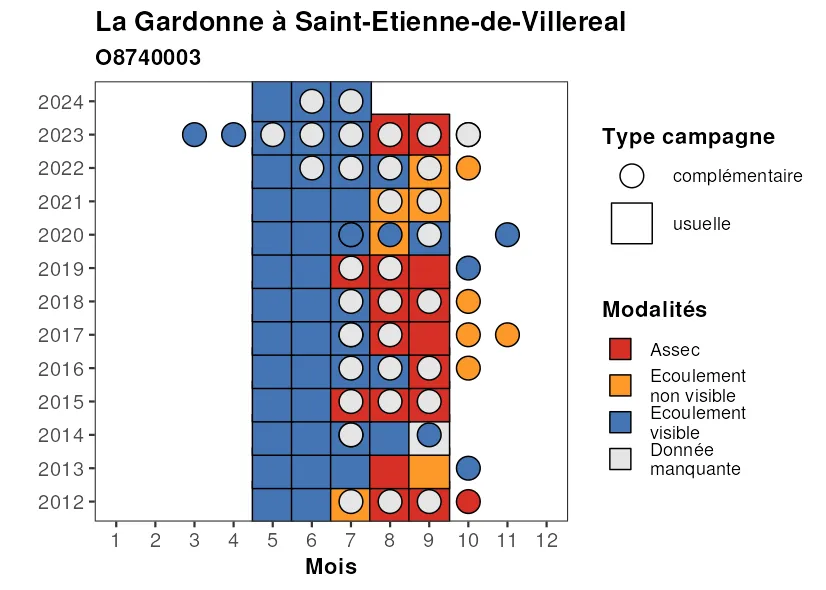 La Gardonne à Saint-Etienne-de-Villereal
O8740003
2024
2023
2022
2021
2020
2019
2018
2017
2016
2015
2014
2013
2012
1 2 3 4 5 6 7 8 9 10 11 12
Mois
Type campagne
complémentaire
usuelle
Modalités
Assec
Ecoulement
non visible
Ecoulement
visible
Donnée
manquante